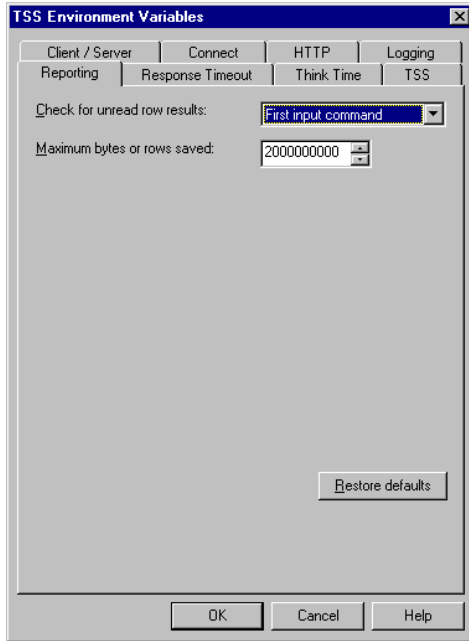 TSS Environment Variables
Client / Server Connect HTTP Logging
Reporting Response Timeout Think Time TSS
Check for unread row results: First input command
Maximum bytes or rows saved: 2000000000
Restore defaults
OK Cancel Help